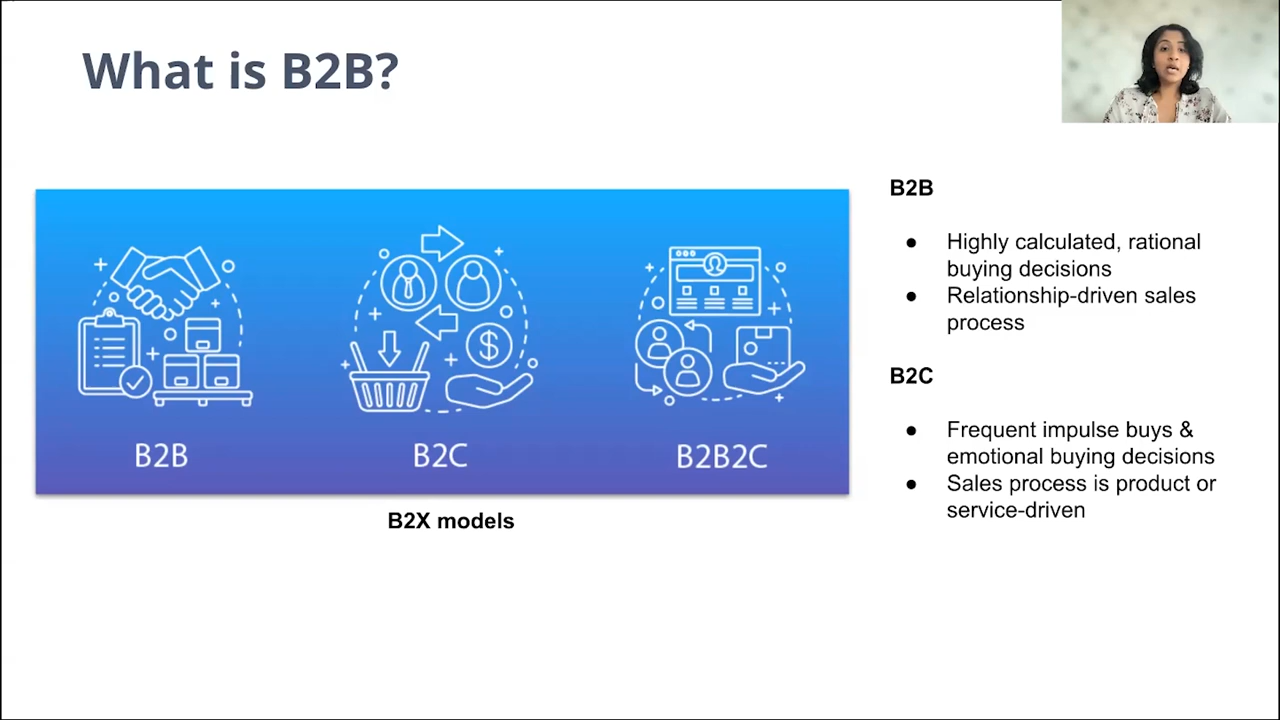 What is B2B?
B2B
B2C
B2B2C
B2X models
B2B
● Highly calculated, rational
buying decisions
● Relationship-driven sales
process
B2C
● Frequent impulse buys &
emotional buying decisions
● Sales process is product or
service-driven